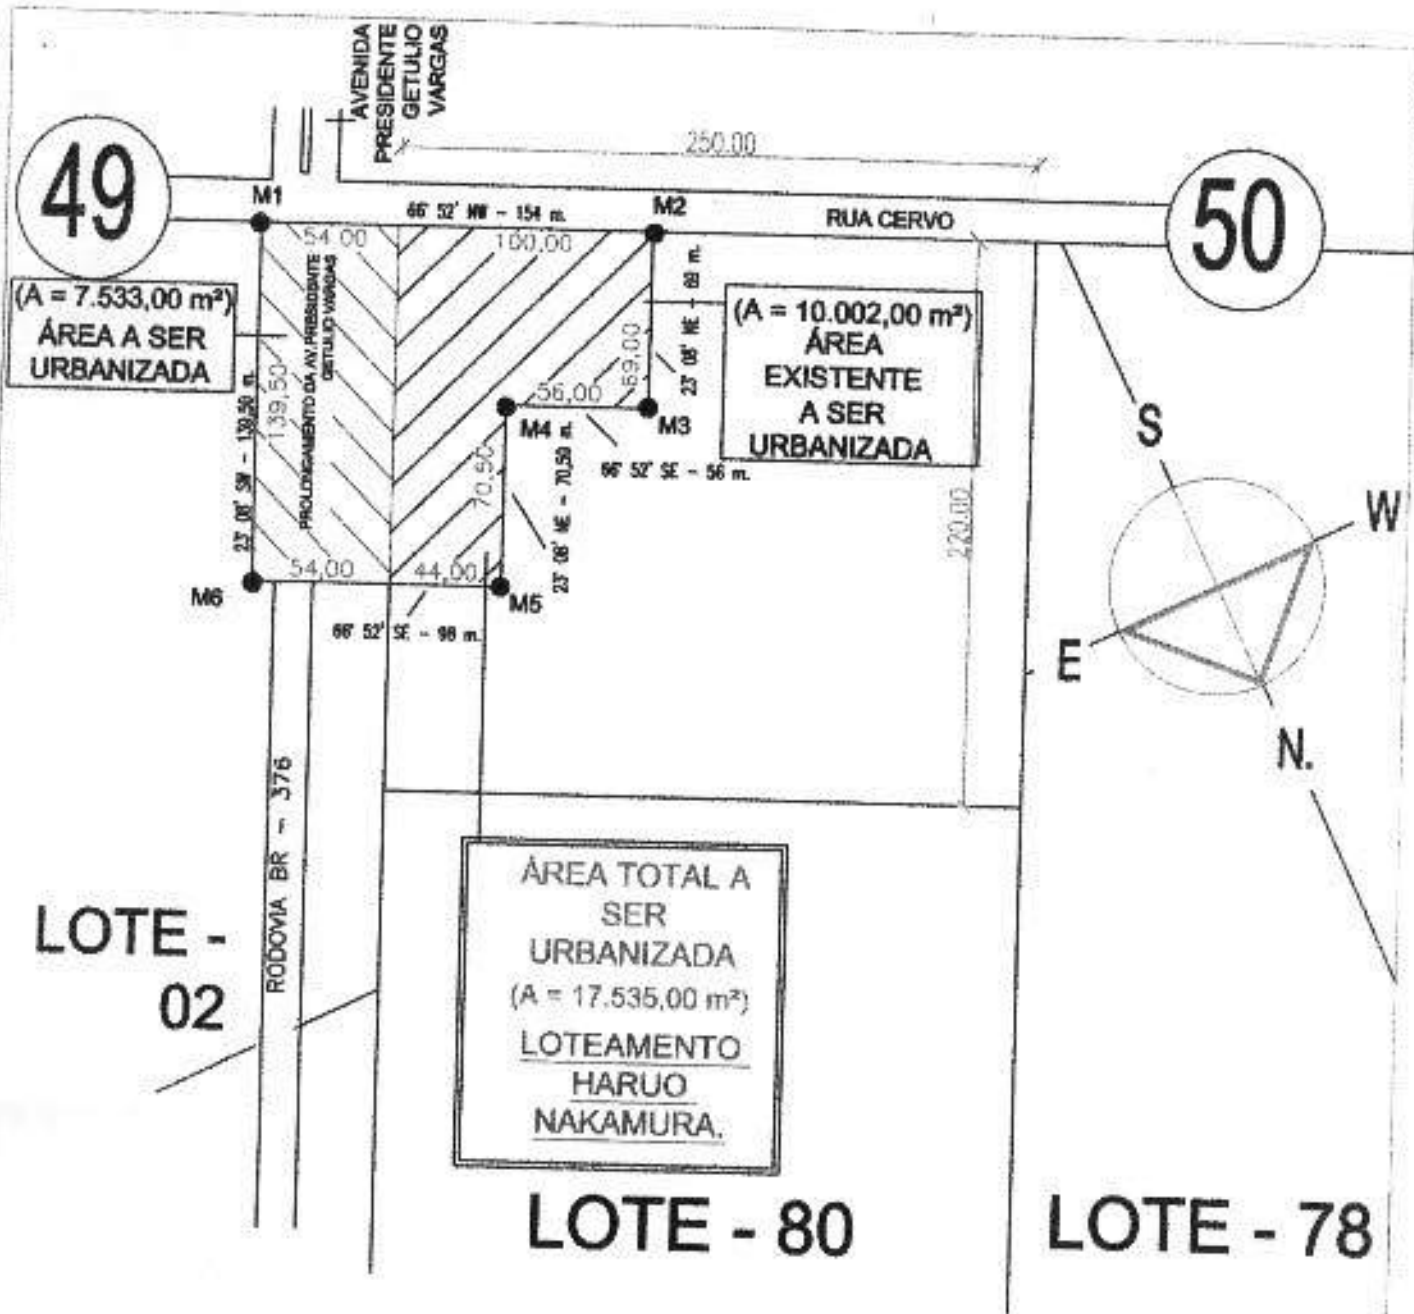 AVENIDA
PRESIDENTE
GETULIO
VARGAS
250.00
49
M1
66° 52' NW - 154 m.
M2
RUA CERVO
50
54.00
100,00
(A = 7.533,00 m²)
ÁREA A SER
URBANIZADA
PROLONGAMENTO DA AV. PRESIDENTE
GETULIO VARGAS
139,50
23° 08' SW - 139,50 m.
69,00
23° 08' NE - 69 m.
(A = 10.002,00 m²)
ÁREA
EXISTENTE
A SER
URBANIZADA
56,00
M4
M3
66° 52' SE - 56 m.
70,50
23° 08' NE - 70,50 m.
220.00
S
W
E
N.
54,00
44,00
M6
M5
66° 52' SE - 98 m.
RODOVIA BR - 376
LOTE -
02
ÁREA TOTAL A
SER
URBANIZADA
(A = 17.535,00 m²)
LOTEAMENTO
HARUO
NAKAMURA.
LOTE - 80
LOTE - 78